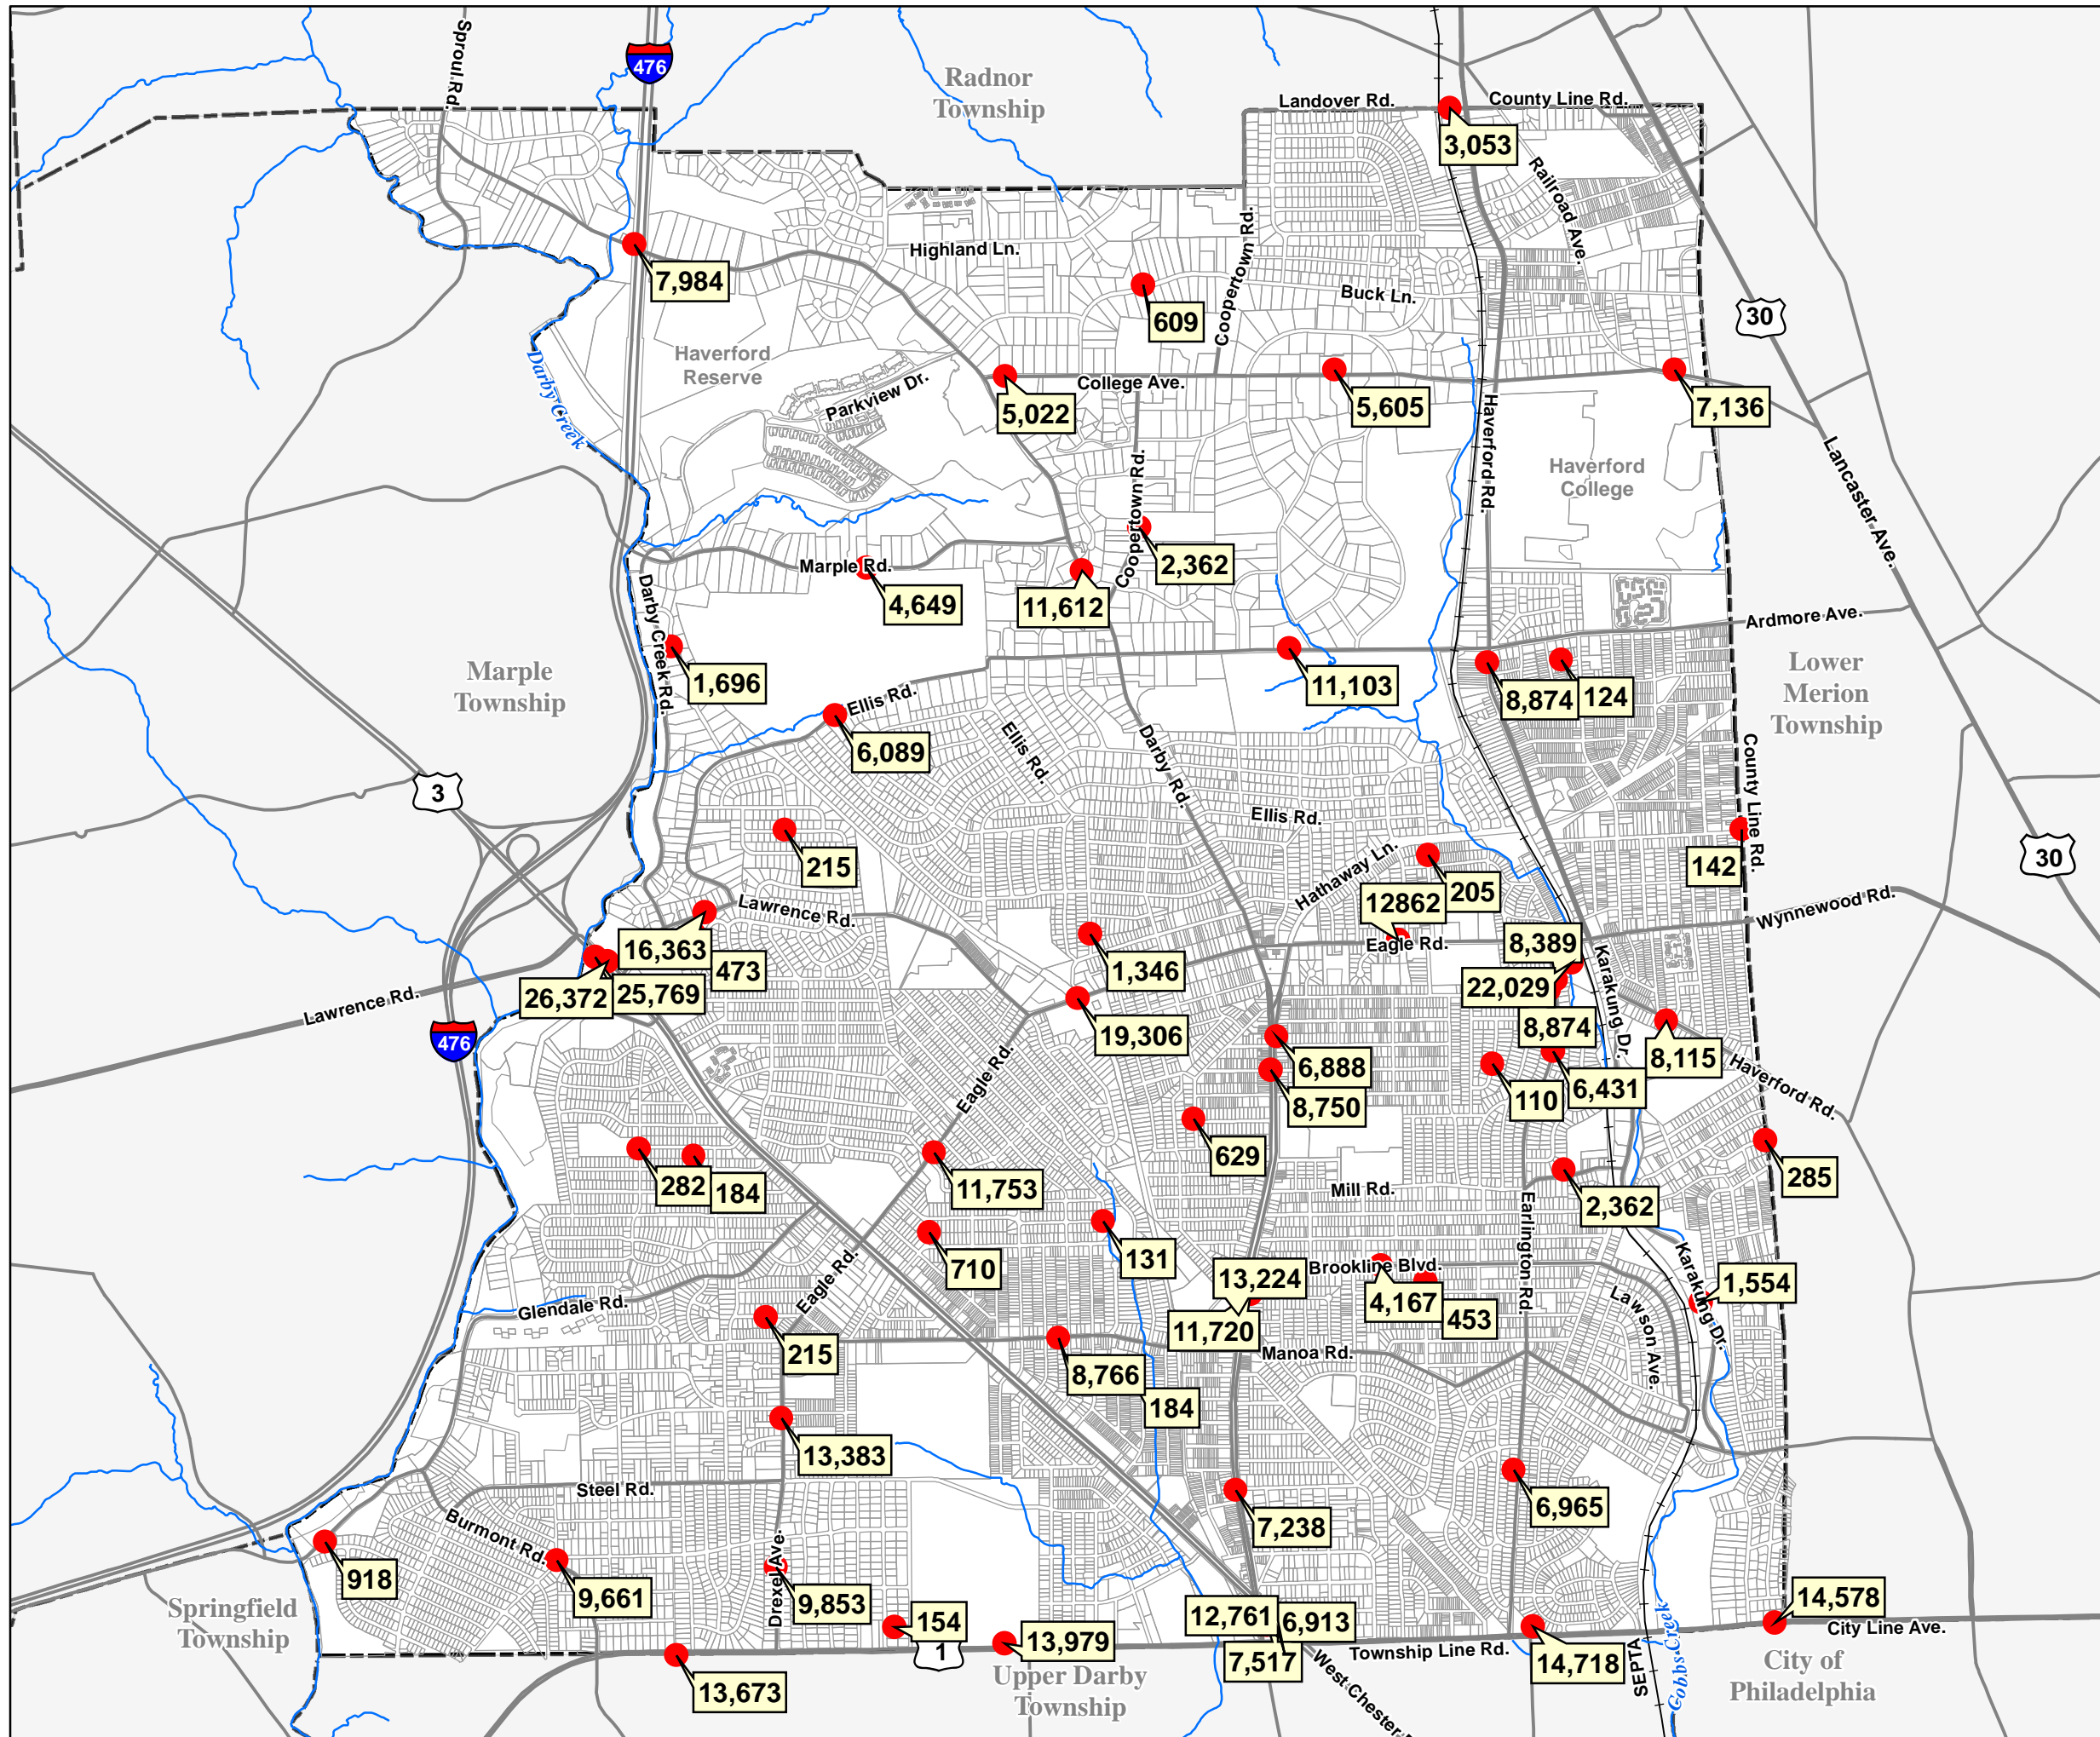 Sproul Rd.
476
Radnor
Township
Landover Rd.
County Line Rd.
3,053
Railroad Ave.
Highland Ln.
Coopertown Rd.
Buck Ln.
7,984
609
30
Haverford
Reserve
Darby Creek
Parkview Dr.
College Ave.
5,022
5,605
7,136
Haverford Rd.
Haverford
College
Lancaster Ave.
Coopertown Rd.
2,362
Marple Rd.
4,649
11,612
Darby Creek Rd.
Ardmore Ave.
Marple
Township
1,696
11,103
8,874
124
Lower
Merion
Township
Ellis Rd.
6,089
Ellis Rd.
Darby Rd.
County Line Rd.
3
Ellis Rd.
215
142
30
Hathaway Ln.
205
12862
Lawrence Rd.
Wynnewood Rd.
16,363
473
Eagle Rd.
8,389
Karakung Dr.
1,346
26,372
25,769
22,029
Lawrence Rd.
476
19,306
8,874
8,115
6,888
Eagle Rd.
6,431
Haverford Rd.
8,750
110
629
282
184
11,753
Mill Rd.
285
2,362
Earlington Rd.
131
710
13,224
Brookline Blvd.
Karakung Dr.
1,554
Glendale Rd.
Eagle Rd.
4,167
453
Lawson Ave.
11,720
215
Manoa Rd.
8,766
184
13,383
Steel Rd.
6,965
Burmont Rd.
7,238
918
9,661
Drexel Ave.
9,853
Springfield
Township
154
12,761
6,913
14,578
City Line Ave.
1
13,979
Township Line Rd.
7,517
West Chester
14,718
SEPTA
Cobbs Creek
13,673
Upper Darby
Township
City of
Philadelphia